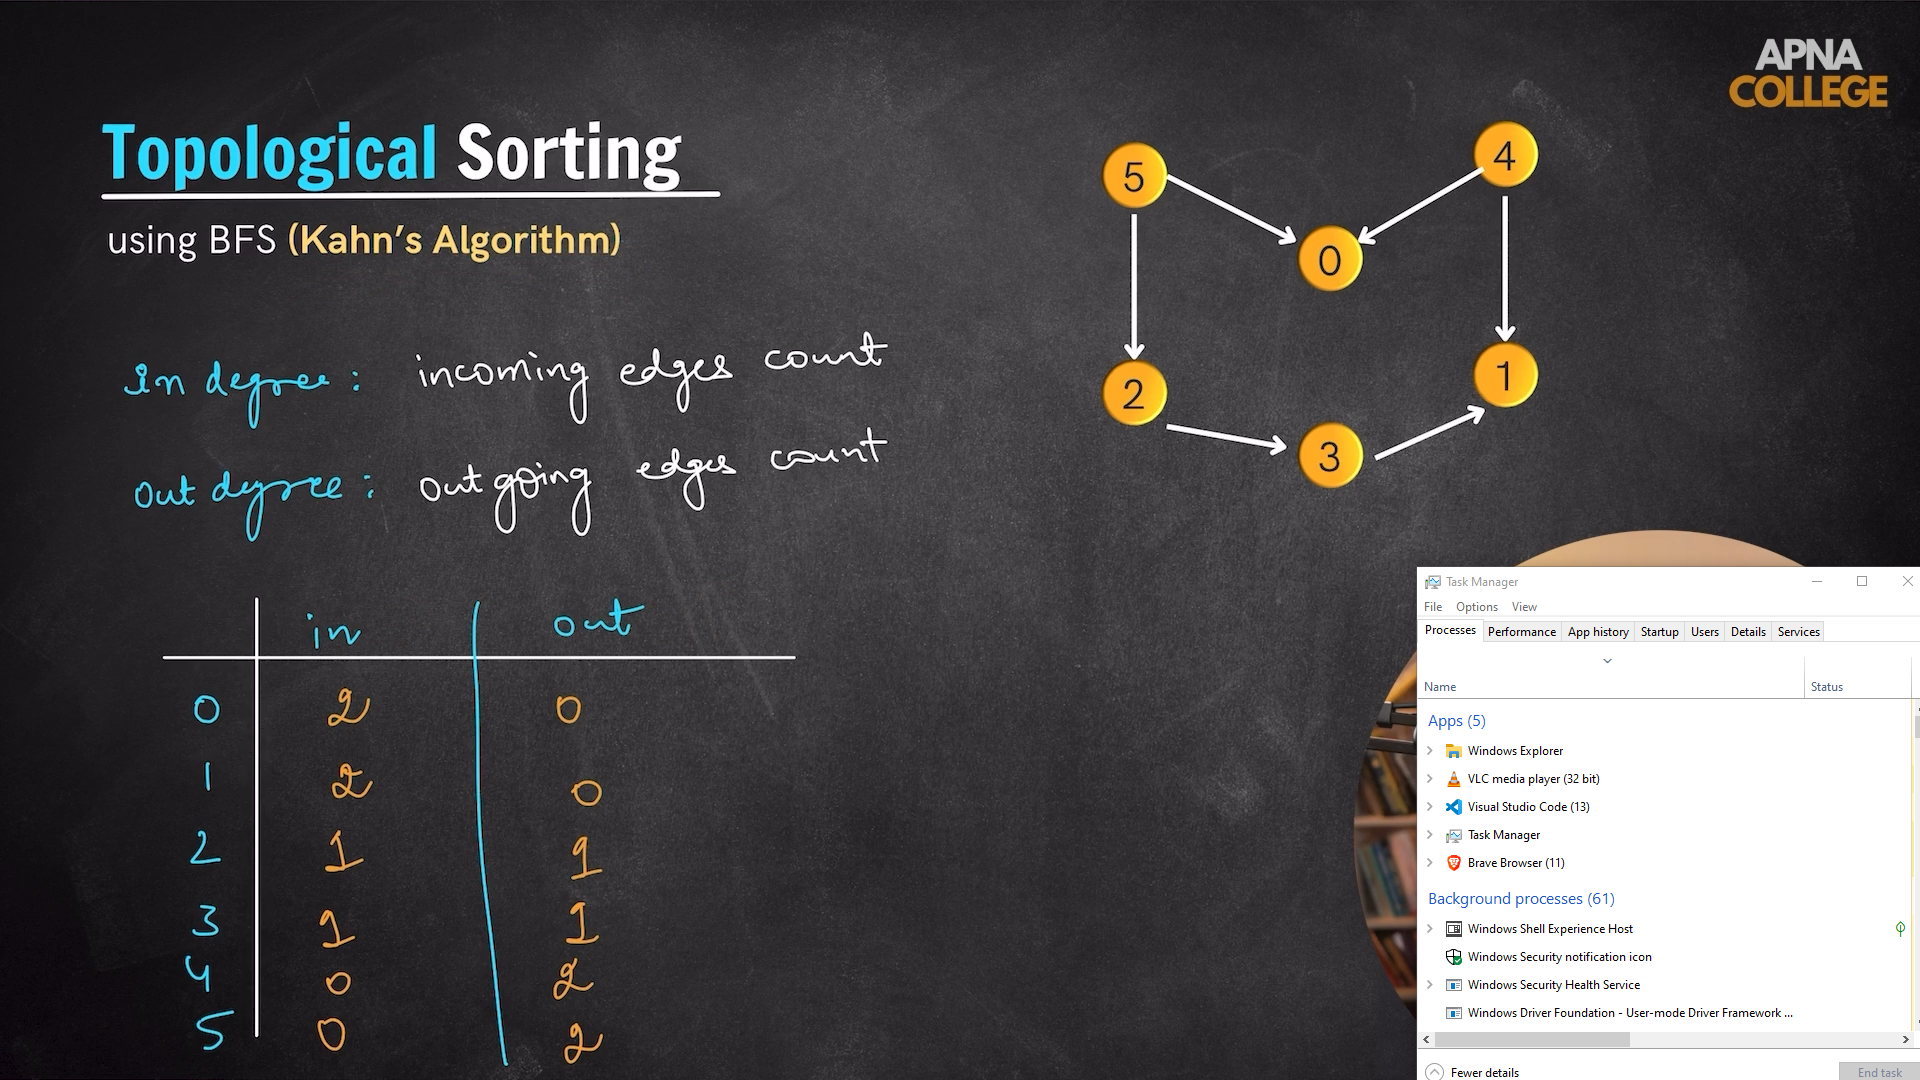 APNA
COLLEGE
Topological Sorting
using BFS (Kahn's Algorithm)
In degree : incoming edges count
Out degree : outgoing edges count
in out
0 2 0
1 2 0
2 1 1
3 1 1
4 0 2
5 0 2
5
4
0
2
1
3
Task Manager
File Options View
Processes Performance App history Startup Users Details Services
Name Status
Apps (5)
Windows Explorer
VLC media player (32 bit)
Visual Studio Code (13)
Task Manager
Brave Browser (11)
Background processes (61)
Windows Shell Experience Host
Windows Security notification icon
Windows Security Health Service
Windows Driver Foundation - User-mode Driver Framework ...
Fewer details End task